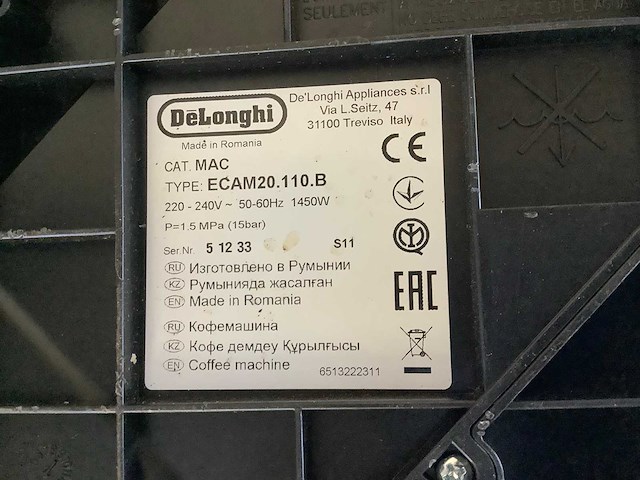 SEULEMENT
DeLonghi
De'Longhi Appliances s.r.l
Via L.Seitz, 47
31100 Treviso Italy
Made in Romania
CAT. MAC
TYPE: ECAM20.110.B
220 - 240V ~ 50-60Hz 1450W
P=1.5 MPa (15bar)
Ser.Nr. 5 12 33 S11
RU Изготовлено в Румынии
KZ Румынияда жасалған
EN Made in Romania
RU Кофемашина
KZ Кофе демдеу Құрылғысы
EN Coffee machine
6513222311
CE
EAC